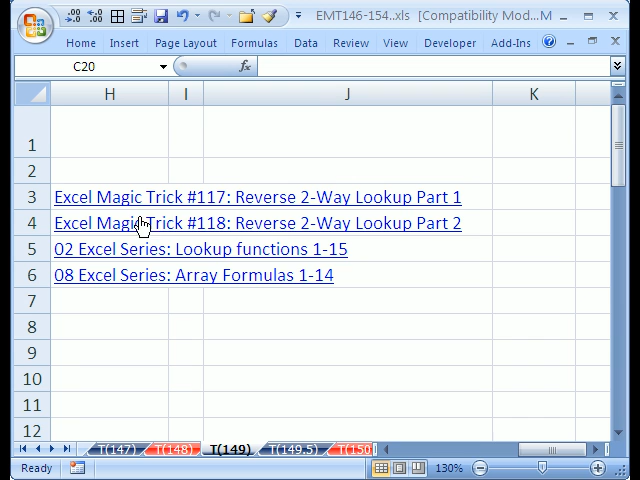 EMT146-154..xls [Compatibility Mod...M
Home Insert Page Layout Formulas Data Review View Developer Add-Ins
C20 fx
H I J K
1
2
3 Excel Magic Trick #117: Reverse 2-Way Lookup Part 1
4 Excel Magic Trick #118: Reverse 2-Way Lookup Part 2
5 02 Excel Series: Lookup functions 1-15
6 08 Excel Series: Array Formulas 1-14
7
8
9
10
11
12
T(147) T(148) T(149) T(149.5) T(150
Ready 130%